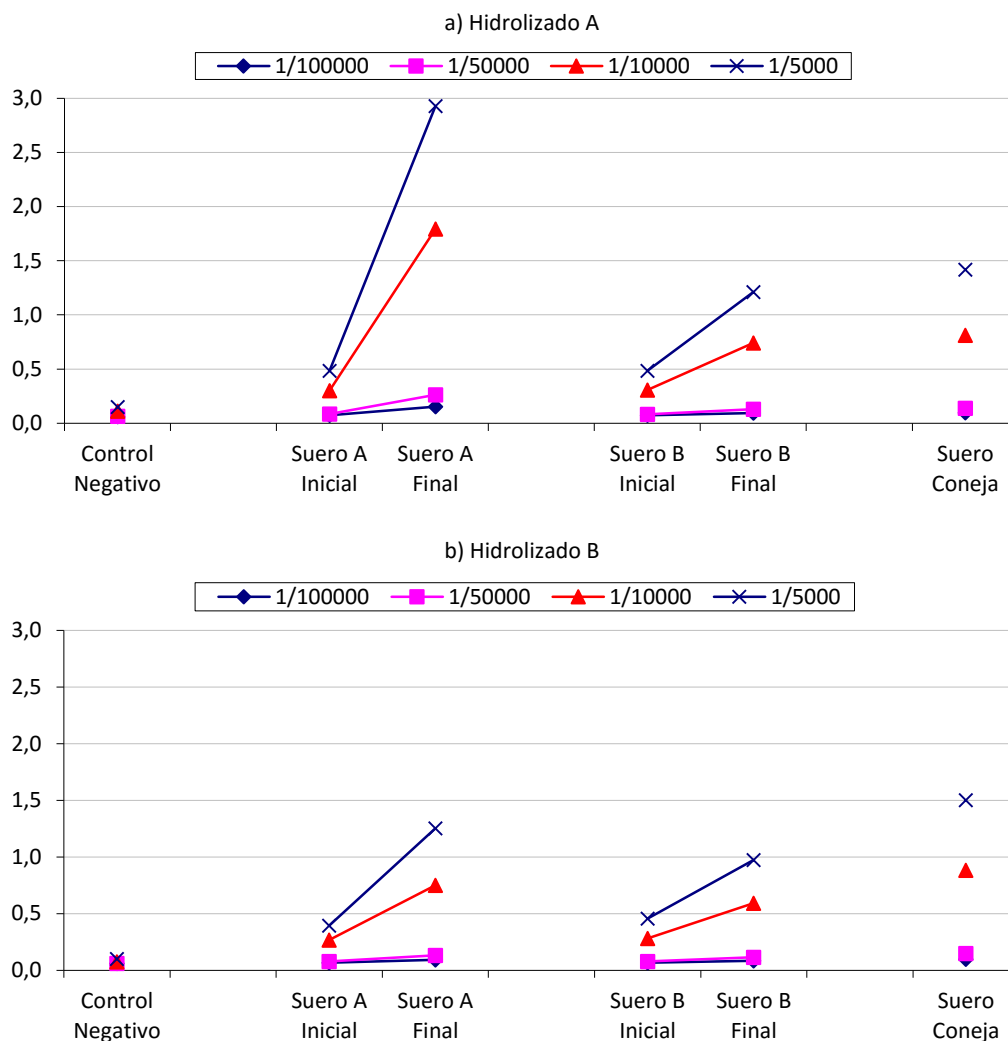 a) Hidrolizado A
1/100000 1/50000 1/10000 1/5000
3,0
2,5
2,0
1,5
1,0
0,5
0,0
Control Suero A Suero A Suero B Suero B Suero
Negativo Inicial Final Inicial Final Coneja
b) Hidrolizado B
1/100000 1/50000 1/10000 1/5000
3,0
2,5
2,0
1,5
1,0
0,5
0,0
Control Suero A Suero A Suero B Suero B Suero
Negativo Inicial Final Inicial Final Coneja